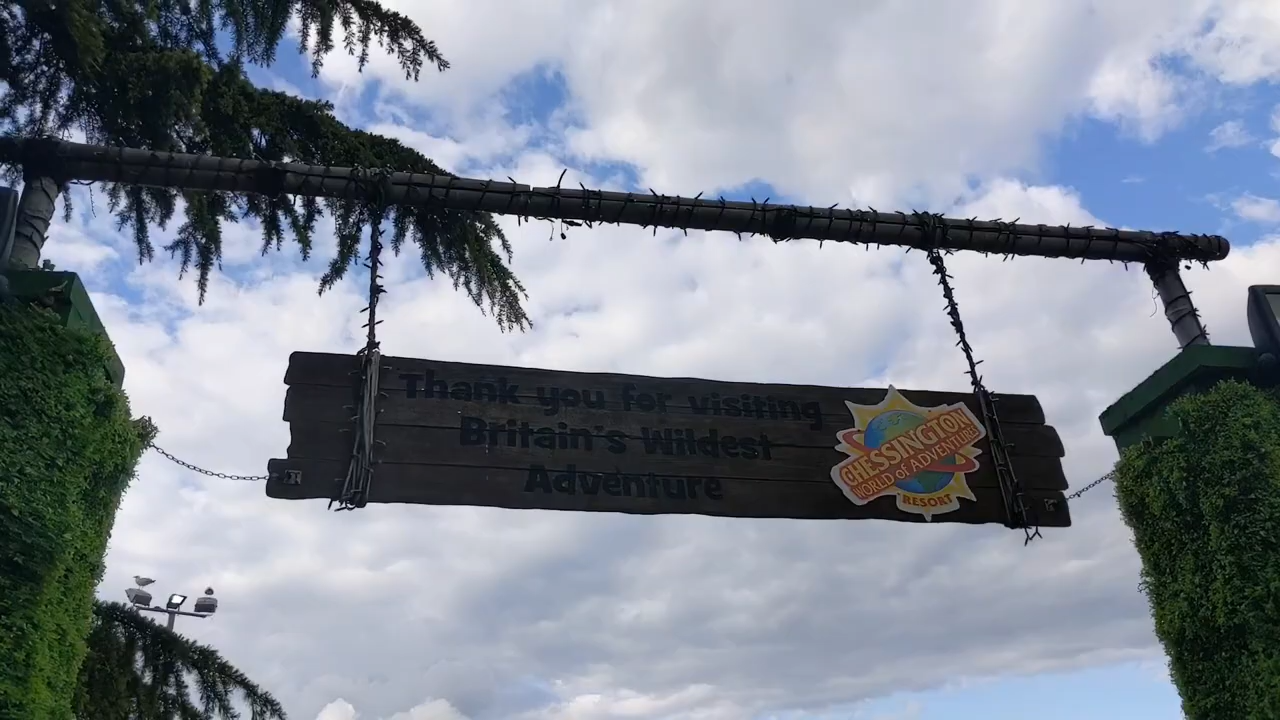 Thank you for visiting
Britain's Wildest
Adventure
CHESSINGTON
WORLD OF ADVENTURES
RESORT